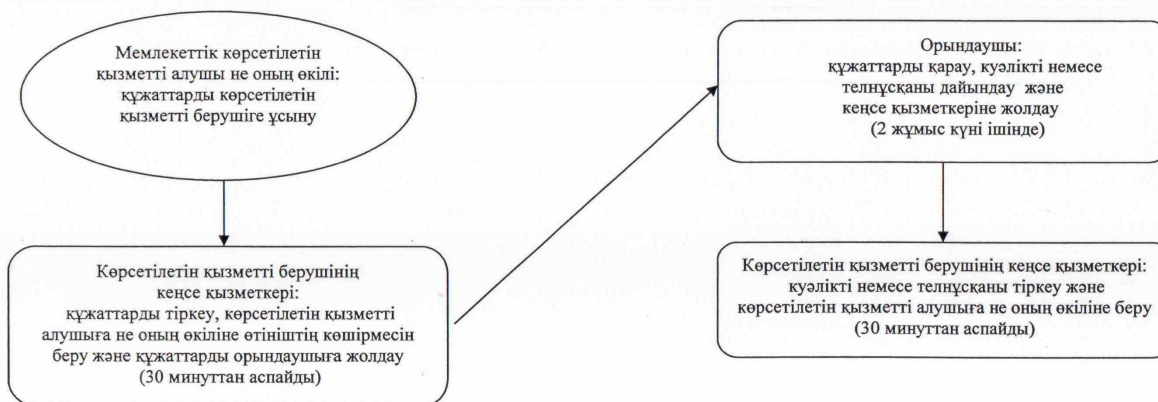 Мемлекеттік көрсетілетін
қызметті алушы не оның өкілі:
құжаттарды көрсетілетін
қызметті берушіге ұсыну
Көрсетілетін қызметті берушінің
кеңсе қызметкері:
құжаттарды тіркеу, көрсетілетін қызметті
алушыға не оның өкіліне өтініштің көшірмесін
беру және құжаттарды орындаушыға жолдау
(30 минуттан аспайды)
Орындаушы:
құжаттарды қарау, куәлікті немесе
телнұсқаны дайындау және
кеңсе қызметкеріне жолдау
(2 жұмыс күні ішінде)
Көрсетілетін қызметті берушінің кеңсе қызметкері:
куәлікті немесе телнұсқаны тіркеу және
көрсетілетін қызметті алушыға не оның өкіліне беру
(30 минуттан аспайды)